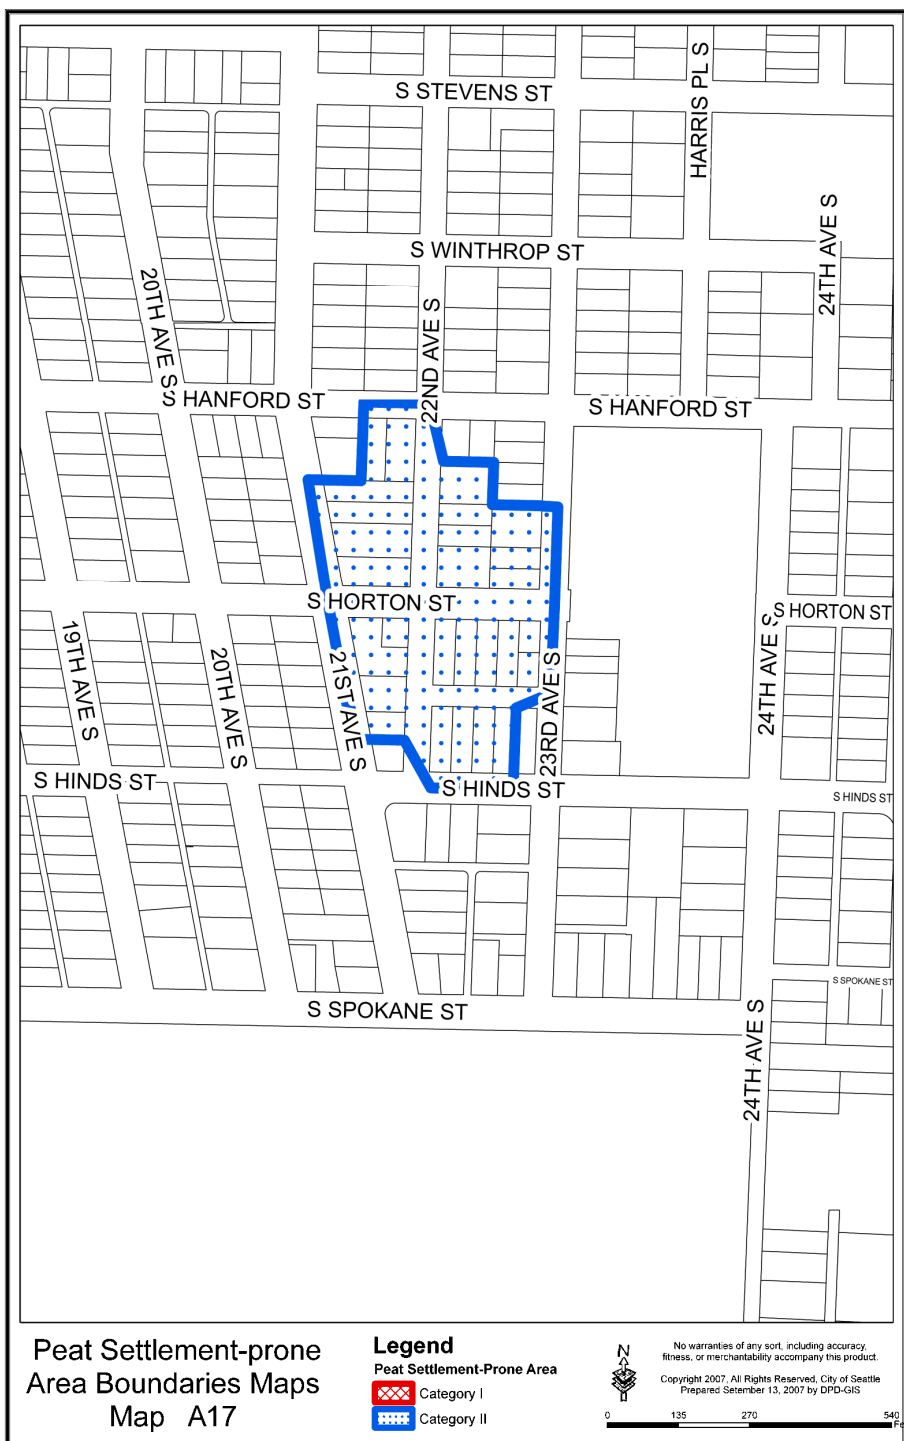 S STEVENS ST
HARRIS PL S
S WINTHROP ST
24TH AVE S
20TH AVE S
22ND AVE S
S HANFORD ST
S HANFORD ST
S HORTON ST
S HORTON ST
19TH AVE S
20TH AVE S
21ST AVE S
23RD AVE S
24TH AVE S
S HINDS ST
S HINDS ST
S HINDS ST
S SPOKANE ST
S SPOKANE ST
24TH AVE S
Peat Settlement-prone
Area Boundaries Maps
Map A17
Legend
Peat Settlement-Prone Area
Category I
Category II
N
No warranties of any sort, including accuracy,
fitness, or merchantability accompany this product.
Copyright 2007, All Rights Reserved, City of Seattle
Prepared Setember 13, 2007 by DPD-GIS
0 135 270 540
Fe